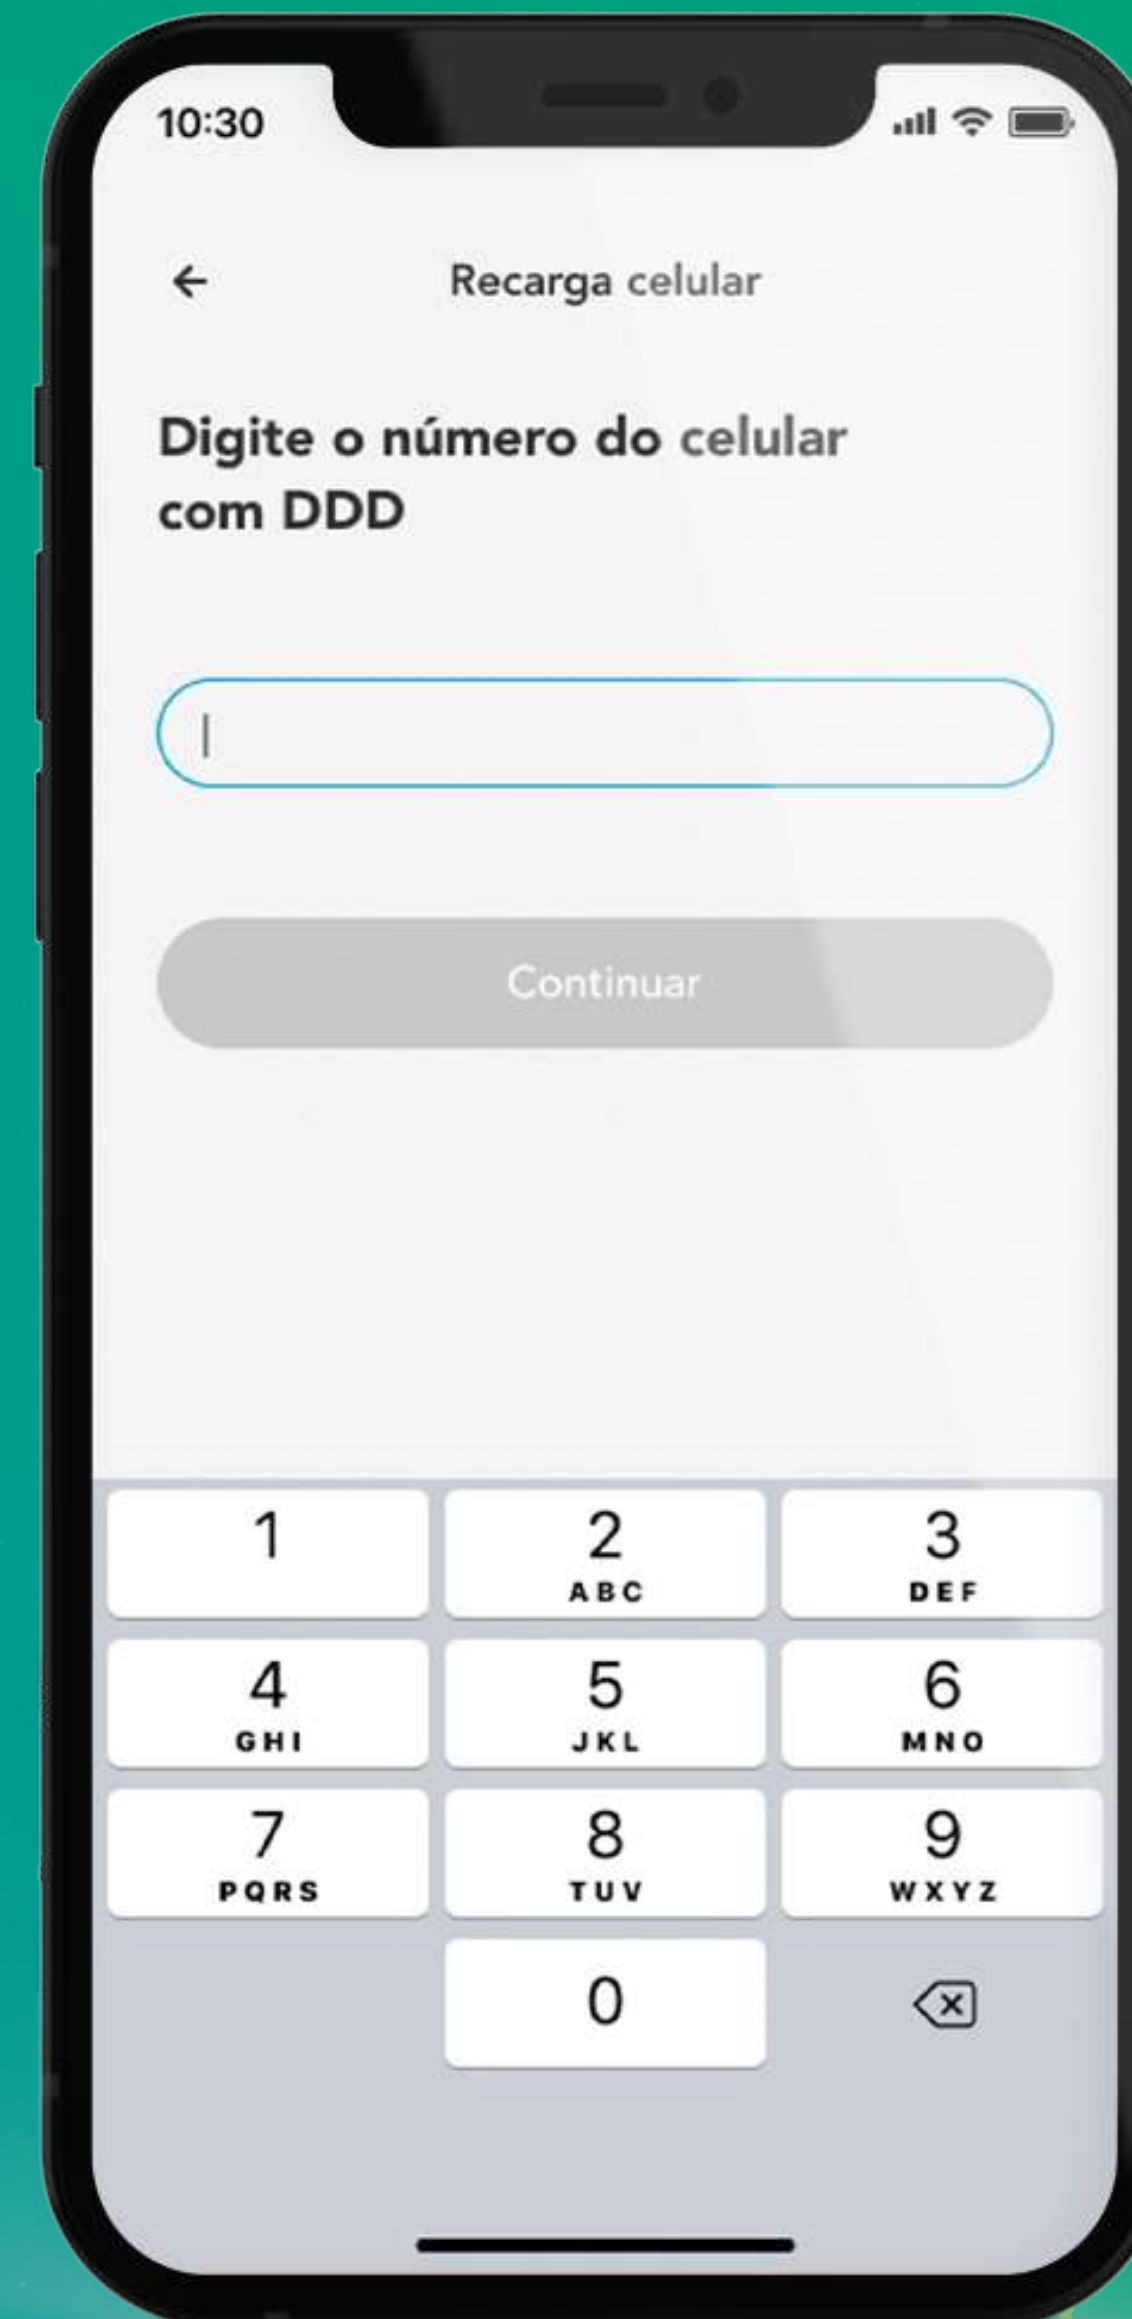 10:30
Recarga celular
Digite o número do celular
com DDD
Continuar
1 2 3
ABC DEF
4 5 6
GHI JKL MNO
7 8 9
PQRS TUV WXYZ
0